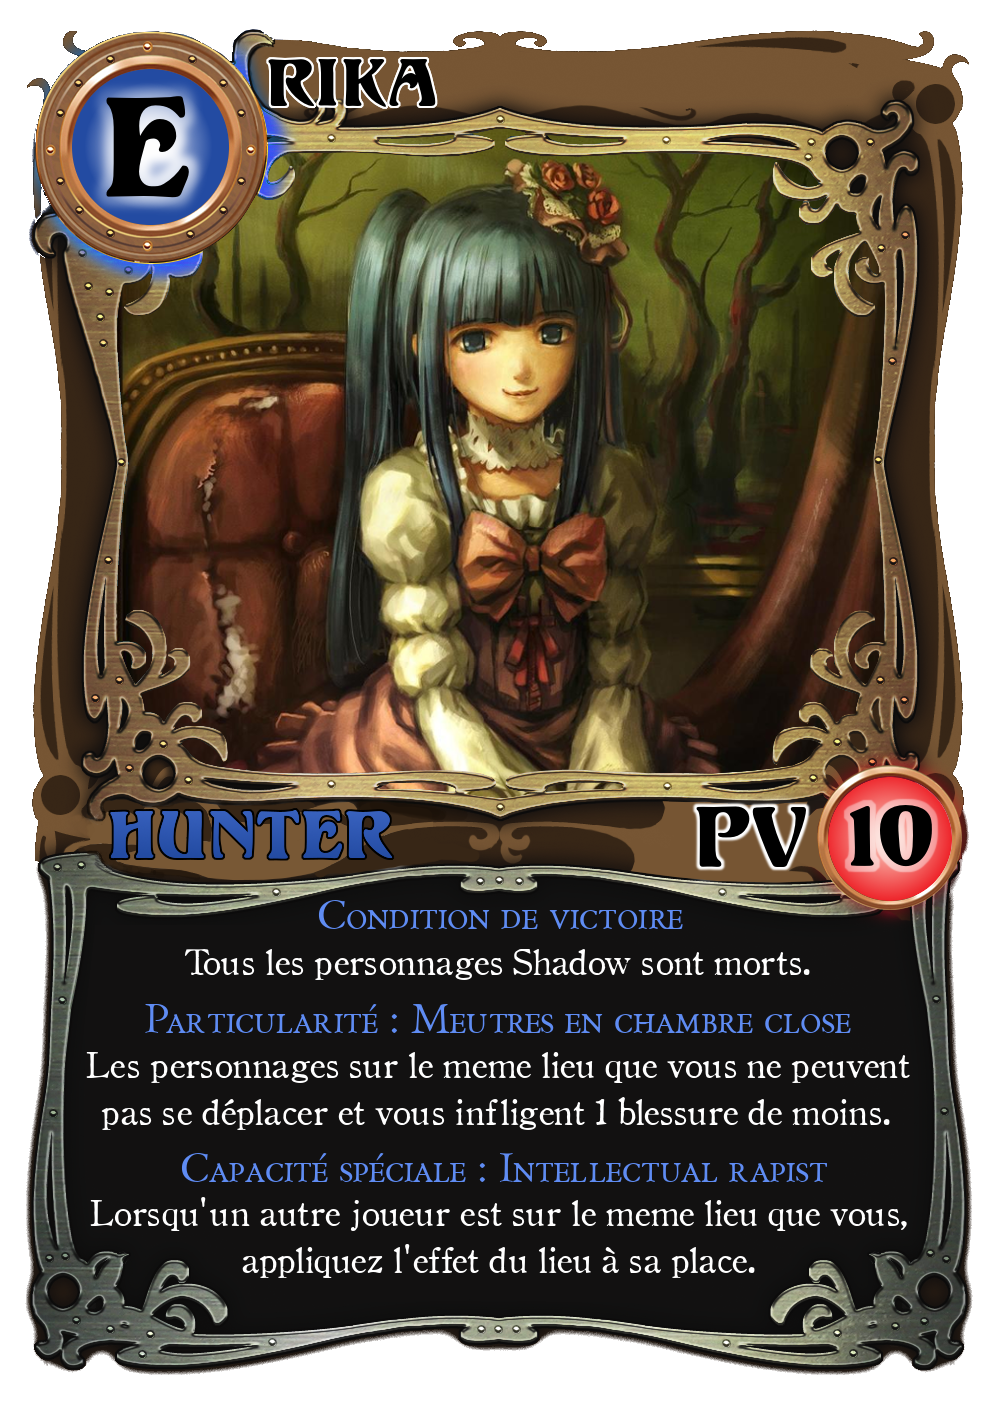 ERIKA
HUNTER
PV 10
Condition de victoire
Tous les personnages Shadow sont morts.
Particularité : Meutres en chambre close
Les personnages sur le meme lieu que vous ne peuvent
pas se déplacer et vous infligent 1 blessure de moins.
Capacité spéciale : Intellectual rapist
Lorsqu'un autre joueur est sur le meme lieu que vous,
appliquez l'effet du lieu à sa place.